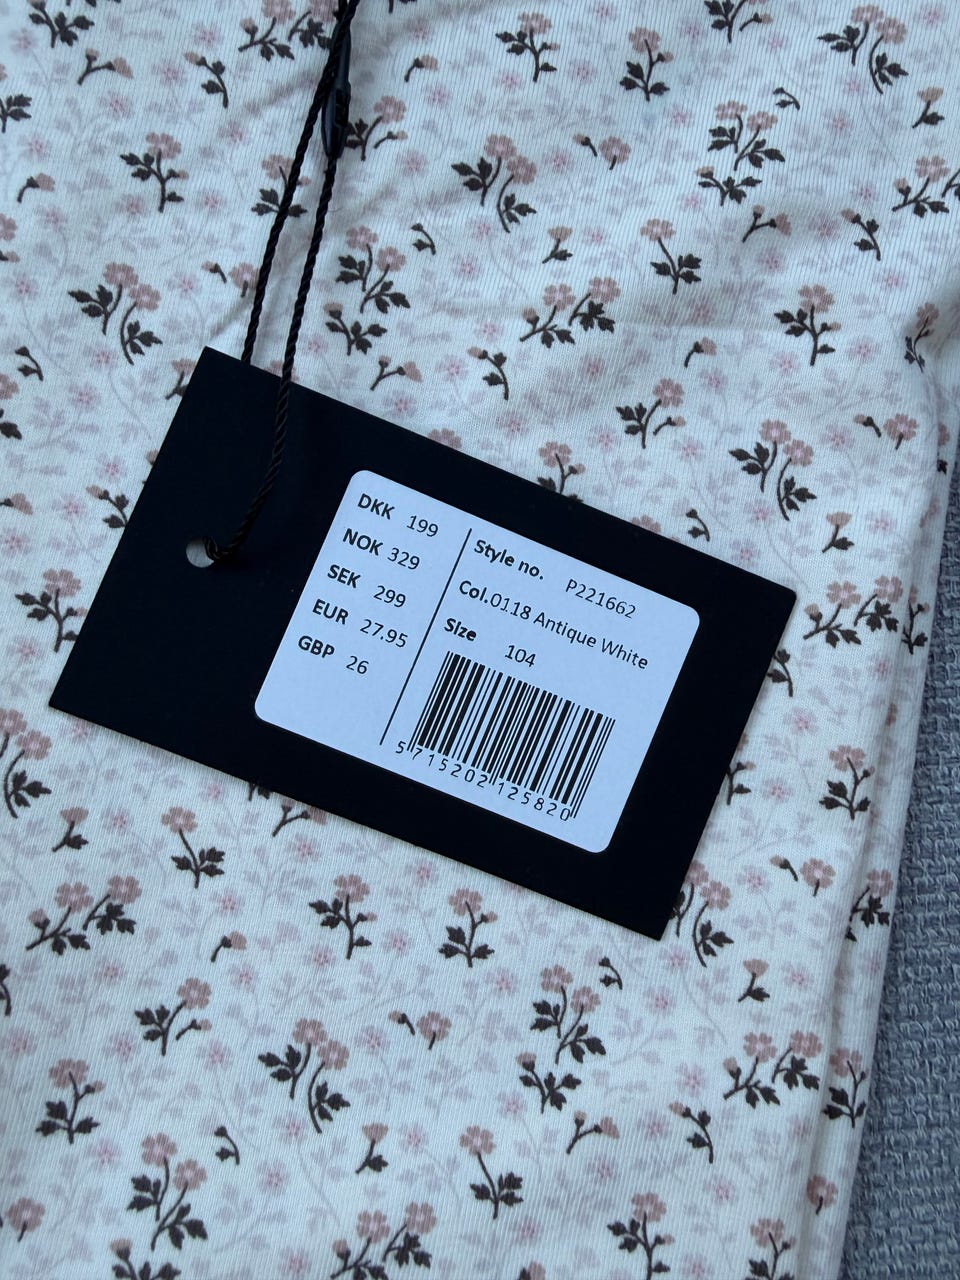 DKK 199
NOK 329
SEK 299
EUR 27.95
GBP 26
Style no. P221662
Col.0118 Antique White
Size 104
5715202125820